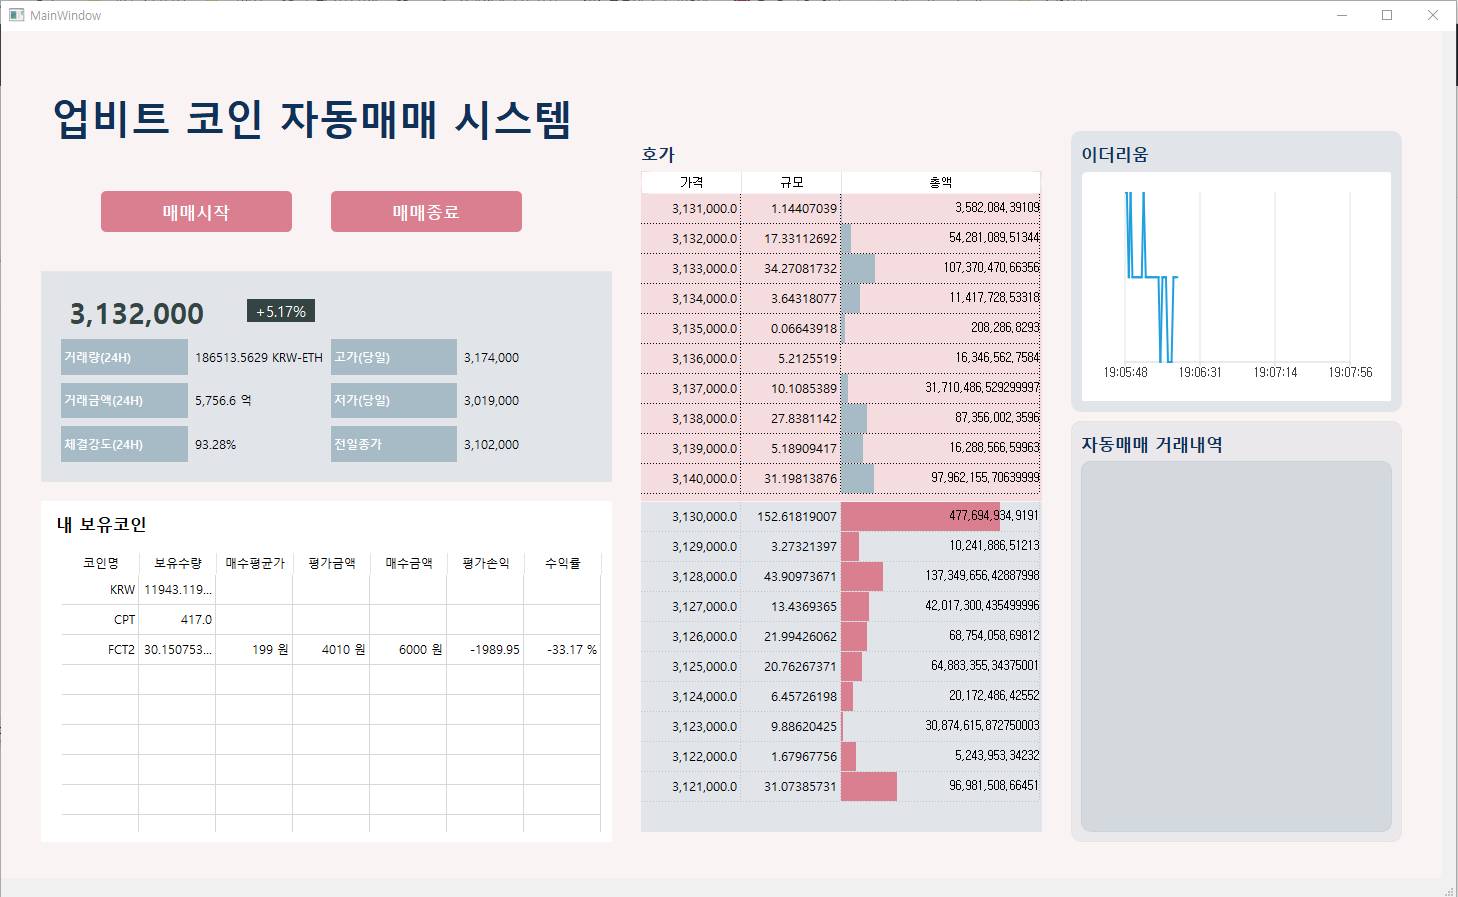 MainWindow
업비트 코인 자동매매 시스템
매매시작 매매종료
3,132,000 +5.17%
거래량(24H) 186513.5629 KRW-ETH 고가(당일) 3,174,000
거래금액(24H) 5,756.6 억 저가(당일) 3,019,000
체결강도(24H) 93.28% 전일종가 3,102,000
내 보유코인
코인명 보유수량 매수평균가 평가금액 매수금액 평가손익 수익률
KRW 11943.119...
CPT 417.0
FCT2 30.150753... 199 원 4010 원 6000 원 -1989.95 -33.17 %
호가
가격 규모 총액
3,131,000.0 1.14407039 3,582,084.39109
3,132,000.0 17.33112692 54,281,089.51344
3,133,000.0 34.27081732 107,370,470.66356
3,134,000.0 3.64318077 11,417,728.53318
3,135,000.0 0.06643918 208,286.8293
3,136,000.0 5.2125519 16,346,562.7584
3,137,000.0 10.1085389 31,710,486.529299997
3,138,000.0 27.8381142 87,356,002.3596
3,139,000.0 5.18909417 16,288,566.59963
3,140,000.0 31.19813876 97,962,155.70639999
3,130,000.0 152.61819007 477,694,934.9191
3,129,000.0 3.27321397 10,241,886.51213
3,128,000.0 43.90973671 137,349,656.42887998
3,127,000.0 13.4369365 42,017,300.435499996
3,126,000.0 21.99426062 68,754,058.69812
3,125,000.0 20.76267371 64,883,355.34375001
3,124,000.0 6.45726198 20,172,486.42552
3,123,000.0 9.88620425 30,874,615.872750003
3,122,000.0 1.67967756 5,243,953.34232
3,121,000.0 31.07385731 96,981,508.66451
이더리움
19:05:48 19:06:31 19:07:14 19:07:56
자동매매 거래내역